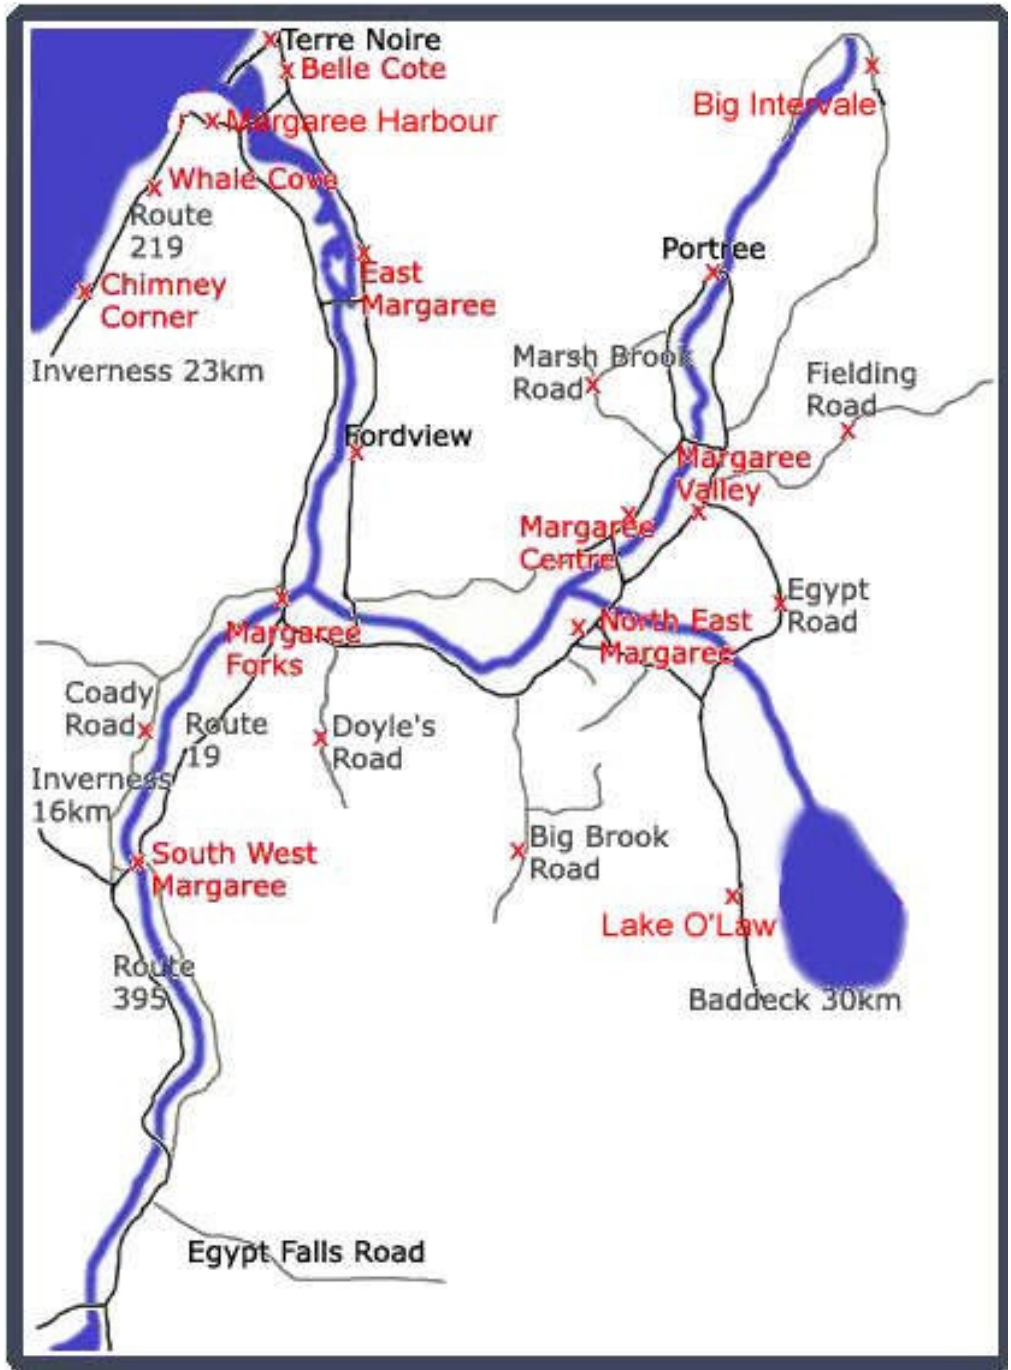 Terre Noire
Belle Cote
Big Intervale
Margaree Harbour
Whale Cove
Route
219
Portree
East
Margaree
Chimney
Corner
Inverness 23km
Marsh Brook
Road
Fielding
Road
Fordview
Margaree
Valley
Margaree
Centre
Egypt
Road
North East
Margaree
Margaree
Forks
Coady
Road
Route
19
Doyle's
Road
Inverness
16km
Big Brook
Road
South West
Margaree
Lake O'Law
Route
395
Baddeck 30km
Egypt Falls Road